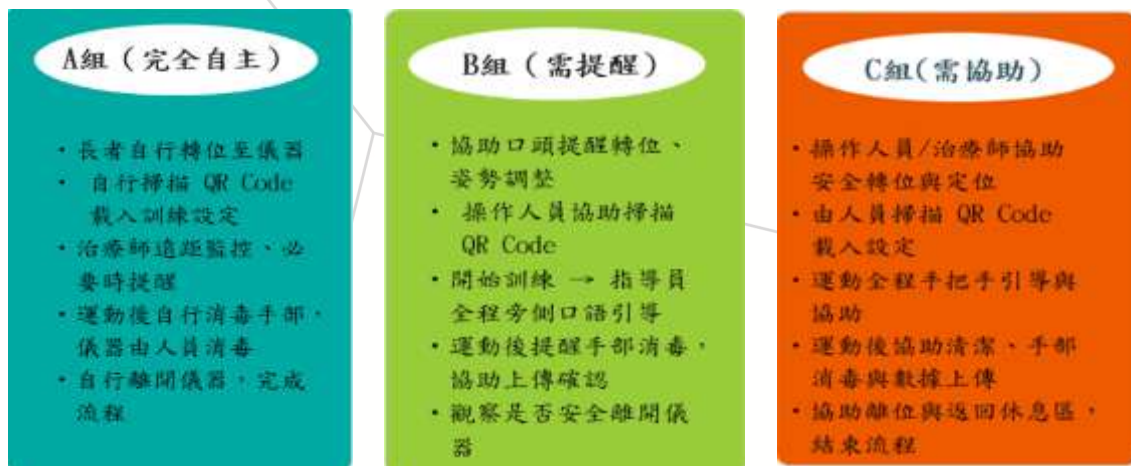 A組（完全自主）
・長者自行轉位至儀器
・ 自行掃描 QR Code
載入訓練設定
・治療師遠距監控、必
要時提醒
・運動後自行消毒手部，
儀器由人員消毒
・自行離開儀器，完成
流程
B組（需提醒）
・協助口頭提醒轉位、
姿勢調整
・ 操作人員協助掃描
QR Code
・開始訓練 → 指導員
全程旁側口語引導
・運動後提醒手部消毒，
協助上傳確認
・觀察是否安全離開儀
器
C組(需協助)
・操作人員/治療師協助
安全轉位與定位
・由人員掃描 QR Code
載入設定
・運動全程手把手引導與
協助
・運動後協助清潔、手部
消毒與數據上傳
・協助離位與返回休息區，
結束流程